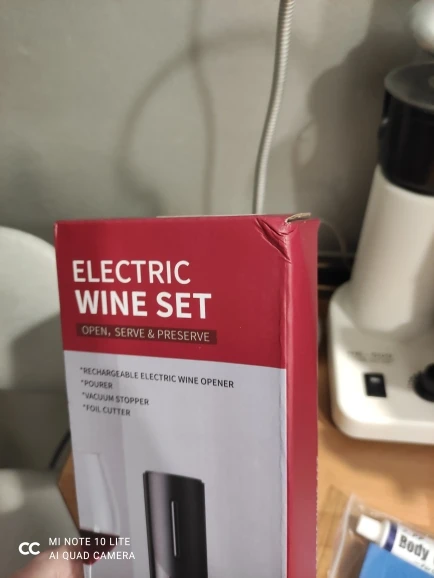 ELECTRIC
WINE SET
OPEN, SERVE & PRESERVE
*RECHARGEABLE ELECTRIC WINE OPENER
*POURER
*VACUUM STOPPER
*FOIL CUTTER
Body
MI NOTE 10 LITE
AI QUAD CAMERA